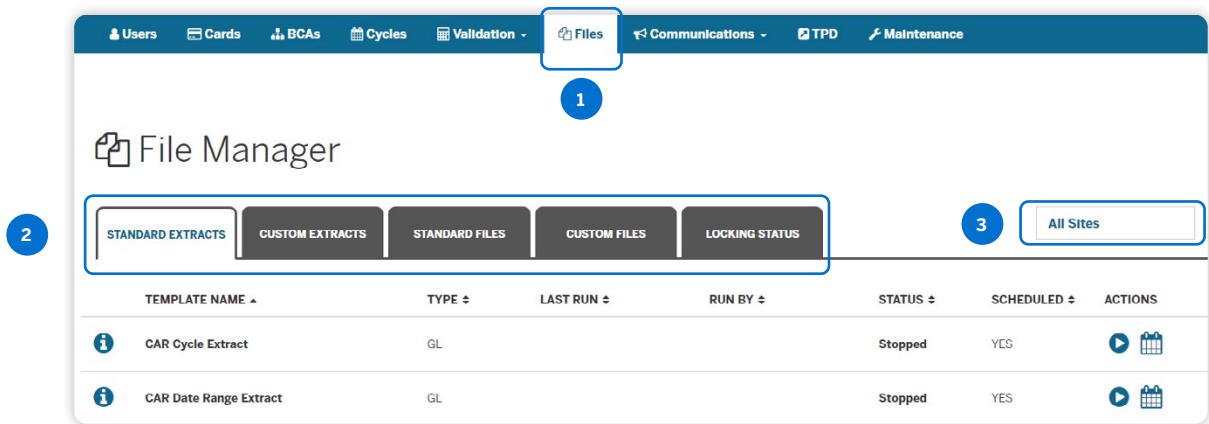 Users Cards BCAs Cycles Validation - Files Communications - TPD Maintenance
1
File Manager
2
STANDARD EXTRACTS CUSTOM EXTRACTS STANDARD FILES CUSTOM FILES LOCKING STATUS
3
All Sites
TEMPLATE NAME TYPE LAST RUN RUN BY STATUS SCHEDULED ACTIONS
CAR Cycle Extract GL Stopped YES
CAR Date Range Extract GL Stopped YES